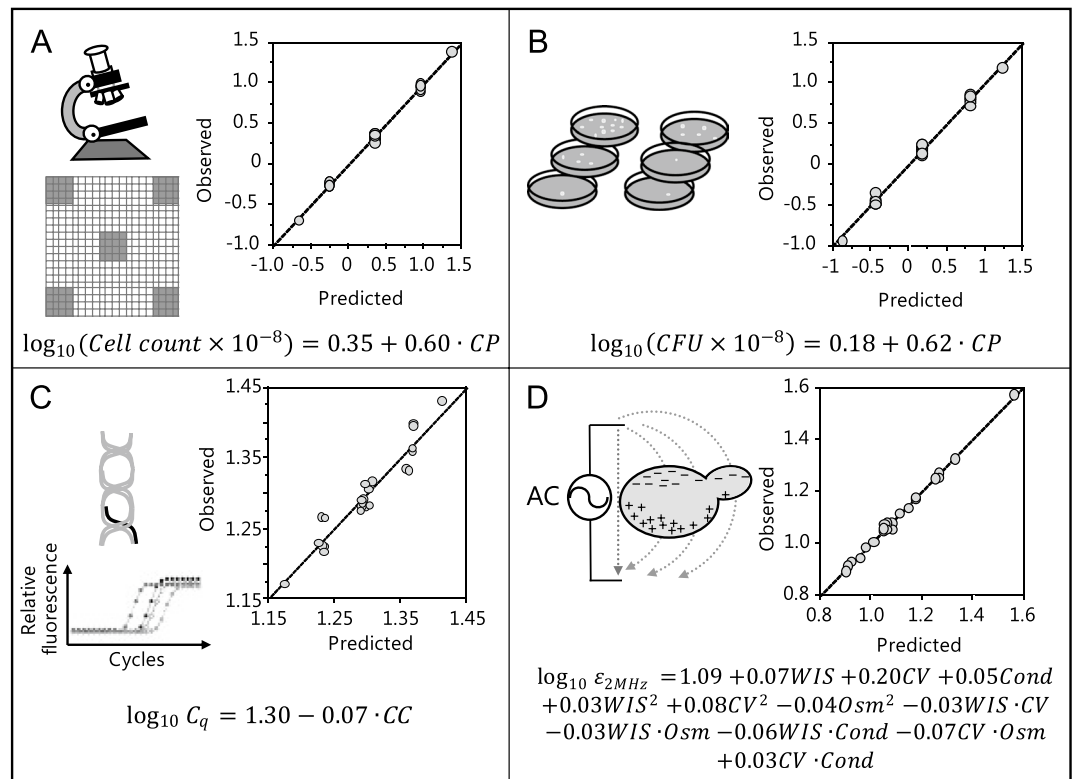 A
1.5
1.0
0.5
0
-0.5
-1.0
Observed
-1.0 -0.5 0 0.5 1.0 1.5
Predicted
log₁₀(Cell count × 10⁻⁸) = 0.35 + 0.60 · CP
B
1.5
1.0
0.5
0
-0.5
-1.0
Observed
-1 -0.5 0 0.5 1 1.5
Predicted
log₁₀(CFU × 10⁻⁸) = 0.18 + 0.62 · CP
C
Relative
fluorescence
Cycles
1.45
1.35
1.25
1.15
Observed
1.15 1.25 1.35 1.45
Predicted
log₁₀ C_q = 1.30 − 0.07 · CC
D
AC
1.6
1.4
1.2
1.0
0.8
Observed
0.8 1.0 1.2 1.4 1.6
Predicted
log₁₀ ε₂MHz = 1.09 +0.07WIS +0.20CV +0.05Cond
+0.03WIS² +0.08CV² −0.04Osm² −0.03WIS·CV
−0.03WIS·Osm −0.06WIS·Cond −0.07CV·Osm
+0.03CV·Cond